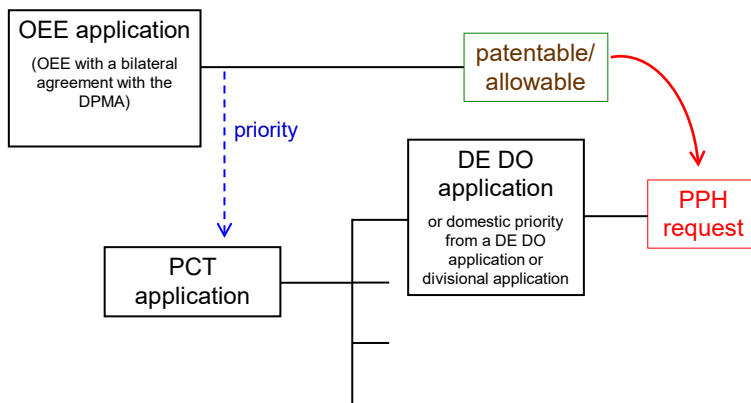 OEE application
(OEE with a bilateral
agreement with the
DPMA)
patentable/
allowable
priority
DE DO
application
or domestic priority
from a DE DO
application or
divisional application
PPH
request
PCT
application